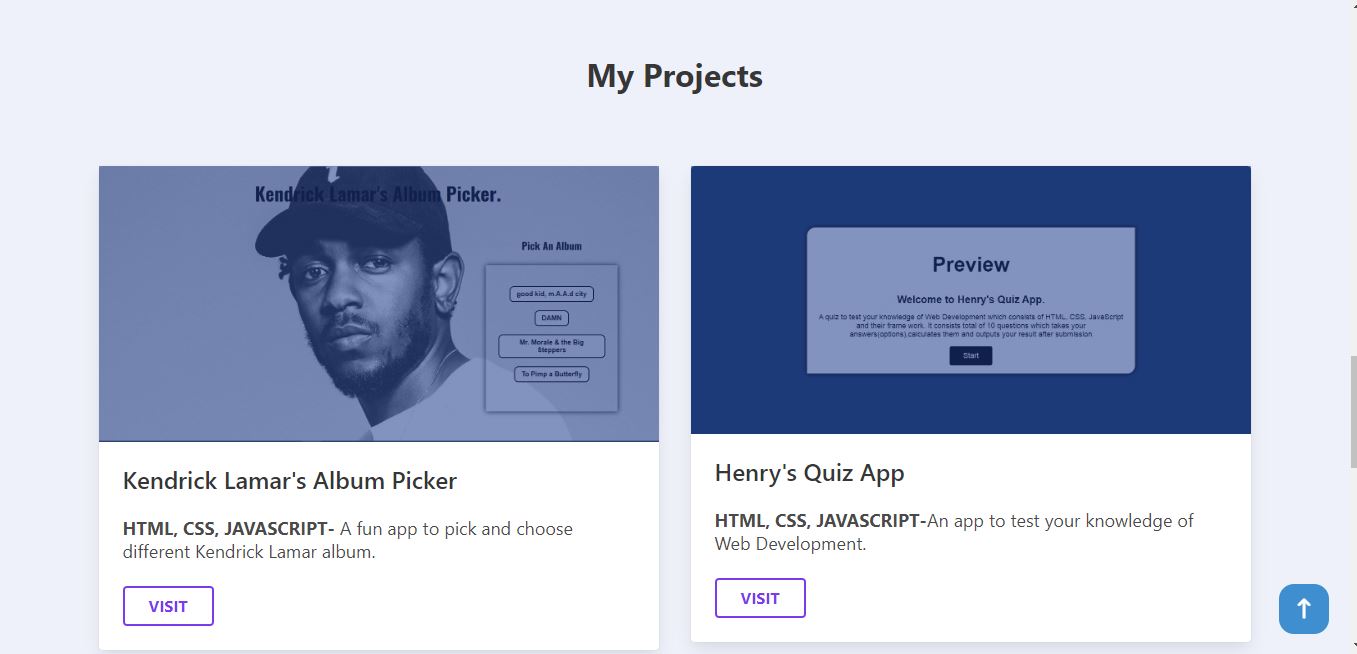 My Projects
Kendrick Lamar's Album Picker.
Pick An Album
good kid, m.A.A.d city
DAMN
Mr. Morale & the Big
Steppers
To Pimp a Butterfly
Kendrick Lamar's Album Picker
HTML, CSS, JAVASCRIPT- A fun app to pick and choose
different Kendrick Lamar album.
VISIT
Preview
Welcome to Henry's Quiz App.
A quiz to test your knowledge of Web Development which consists of HTML, CSS, JavaScript
and their frame work. It consists total of 10 questions which takes your
answers(options),calculates them and outputs your result after submission.
Start
Henry's Quiz App
HTML, CSS, JAVASCRIPT-An app to test your knowledge of
Web Development.
VISIT